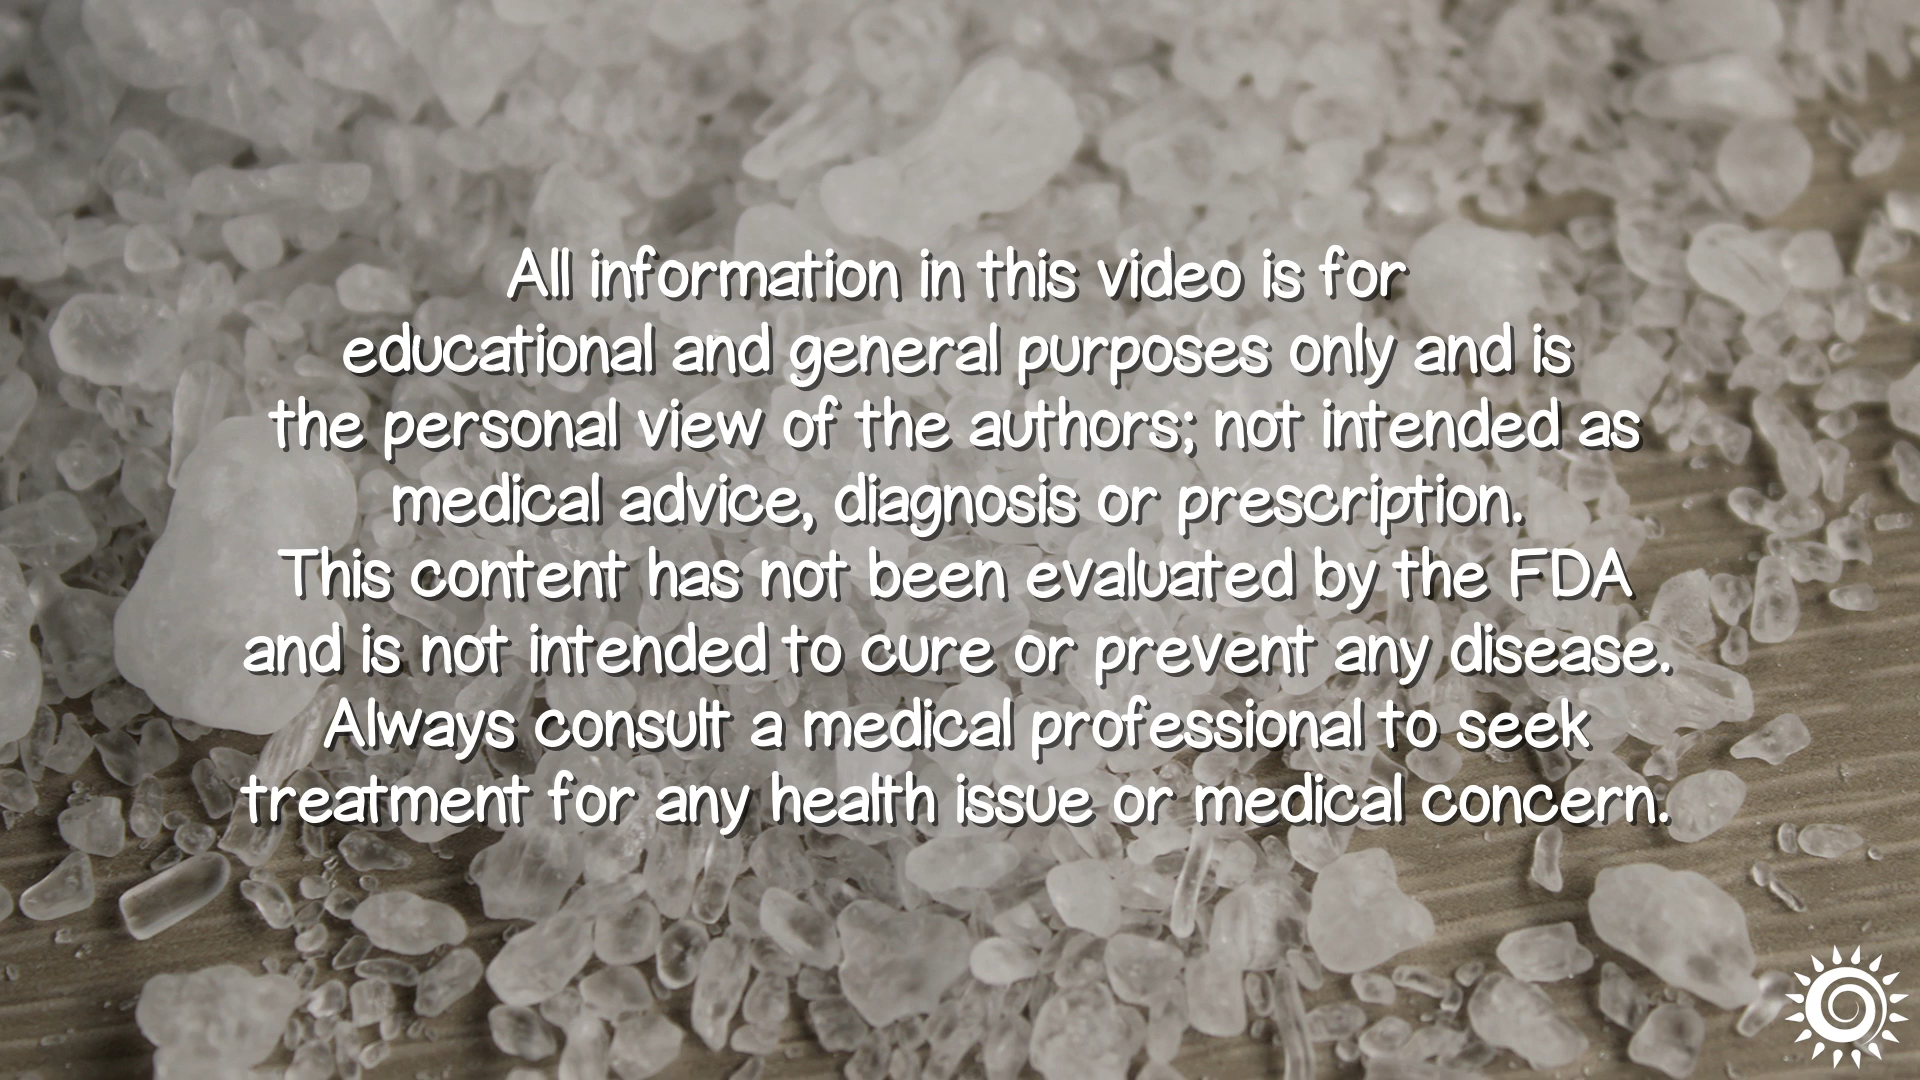 All information in this video is for
educational and general purposes only and is
the personal view of the authors; not intended as
medical advice, diagnosis or prescription.
This content has not been evaluated by the FDA
and is not intended to cure or prevent any disease.
Always consult a medical professional to seek
treatment for any health issue or medical concern.